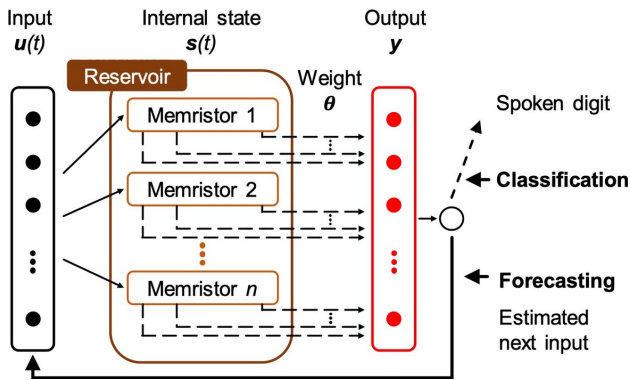 Input
u(t)
Internal state
s(t)
Output
y
Reservoir
Weight
θ
Memristor 1
Memristor 2
Memristor n
Spoken digit
Classification
Forecasting
Estimated
next input